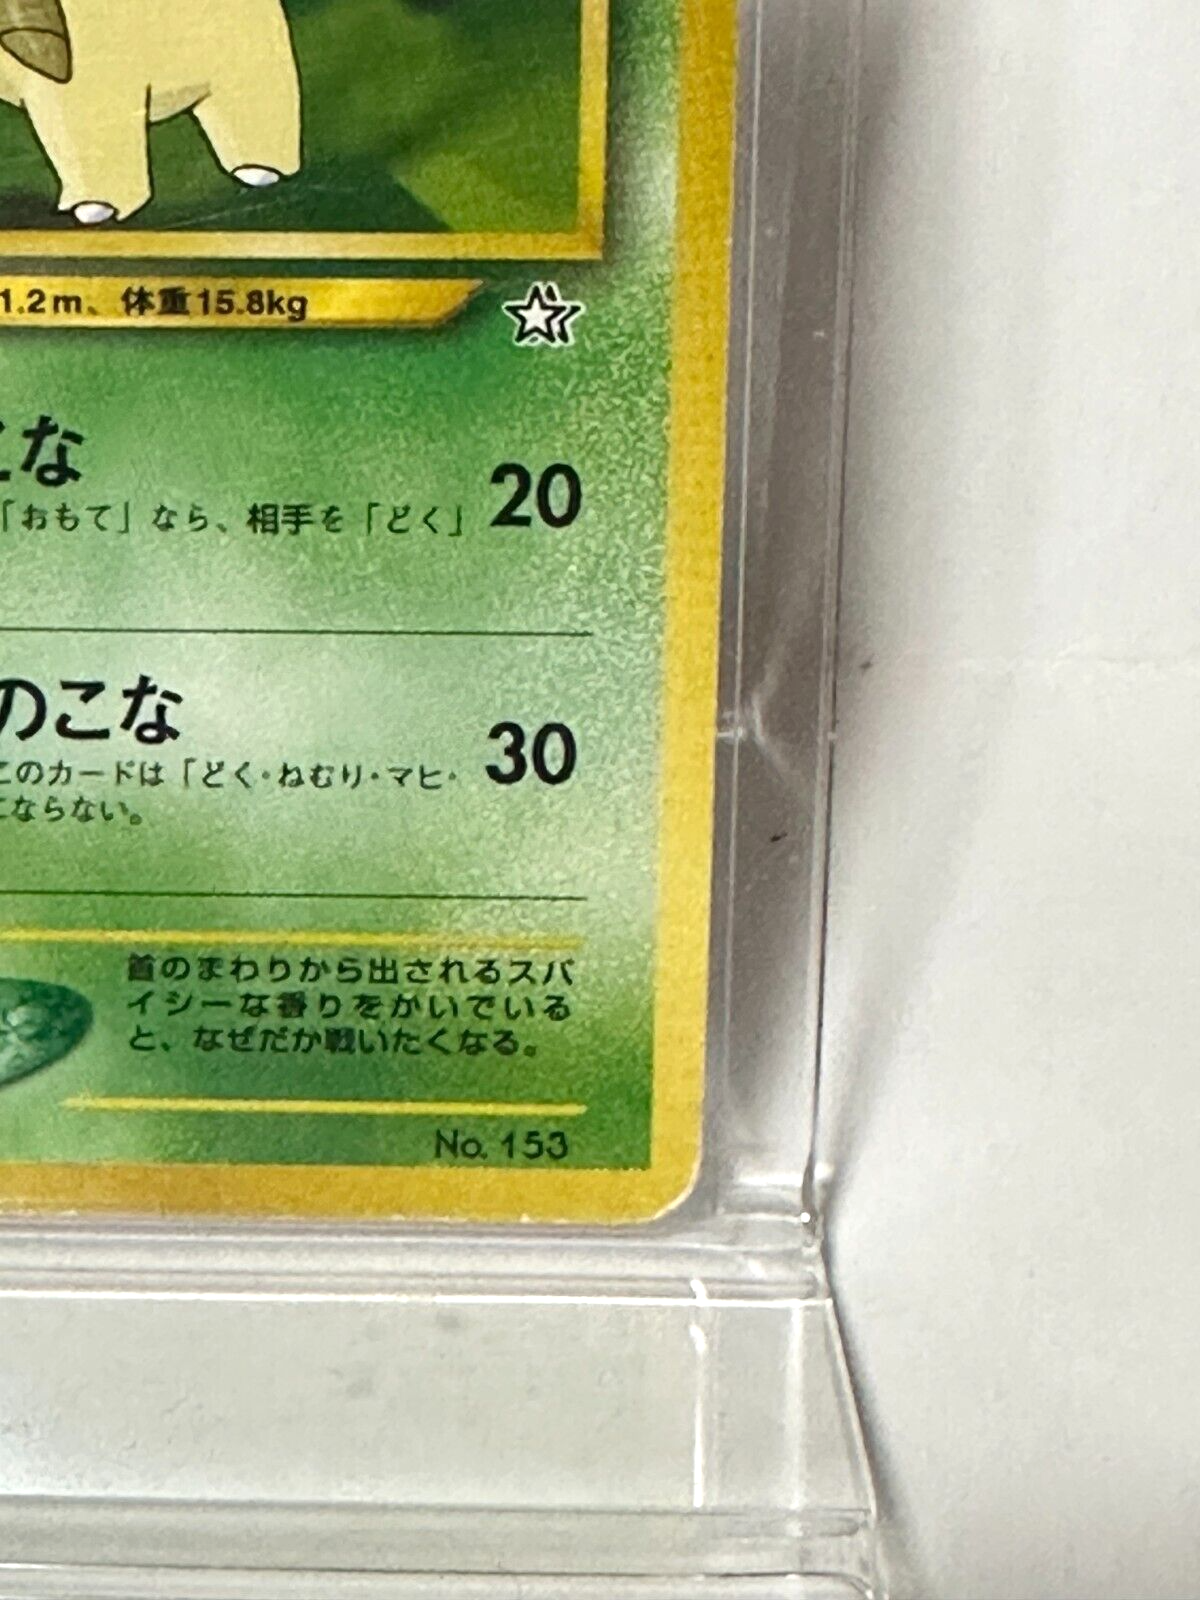 1.2m、体重15.8kg
こな
「おもて」なら、相手を「どく」 20
のこな
このカードは「どく・ねむり・マヒ・ 30
にならない。
首のまわりから出されるスパ
イシーな香りをかいでいる
と、なぜだか戦いたくなる。
No. 153